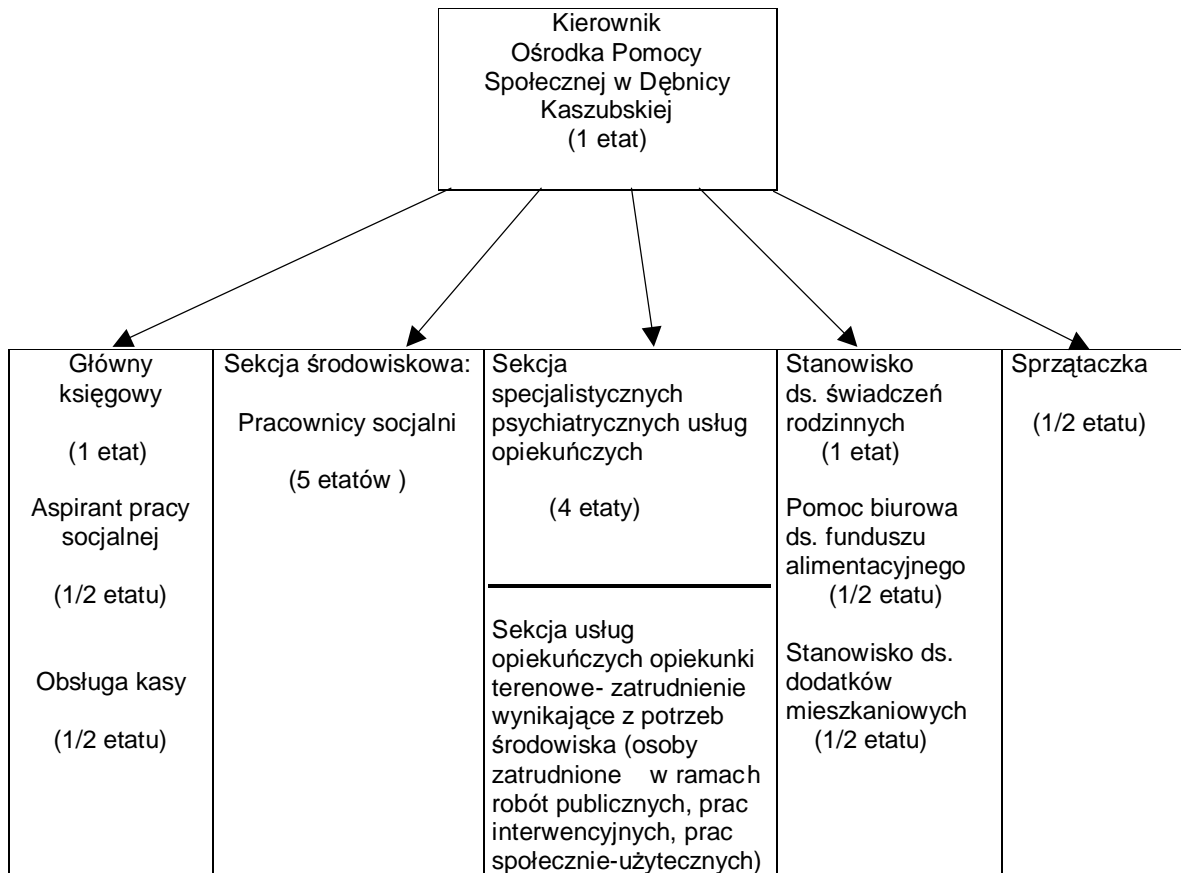 Kierownik
Ośrodka Pomocy
Społecznej w Dębnicy
Kaszubskiej
(1 etat)
Główny
księgowy
(1 etat)
Aspirant pracy
socjalnej
(1/2 etatu)
Obsługa kasy
(1/2 etatu)
Sekcja środowiskowa:
Pracownicy socjalni
(5 etatów )
Sekcja
specjalistycznych
psychiatrycznych usług
opiekuńczych
(4 etaty)
Sekcja usług
opiekuńczych opiekunki
terenowe- zatrudnienie
wynikające z potrzeb
środowiska (osoby
zatrudnione w ramach
robót publicznych, prac
interwencyjnych, prac
społecznie-użytecznych)
Stanowisko
ds. świadczeń
rodzinnych
(1 etat)
Pomoc biurowa
ds. funduszu
alimentacyjnego
(1/2 etatu)
Stanowisko ds.
dodatków
mieszkaniowych
(1/2 etatu)
Sprzątaczka
(1/2 etatu)